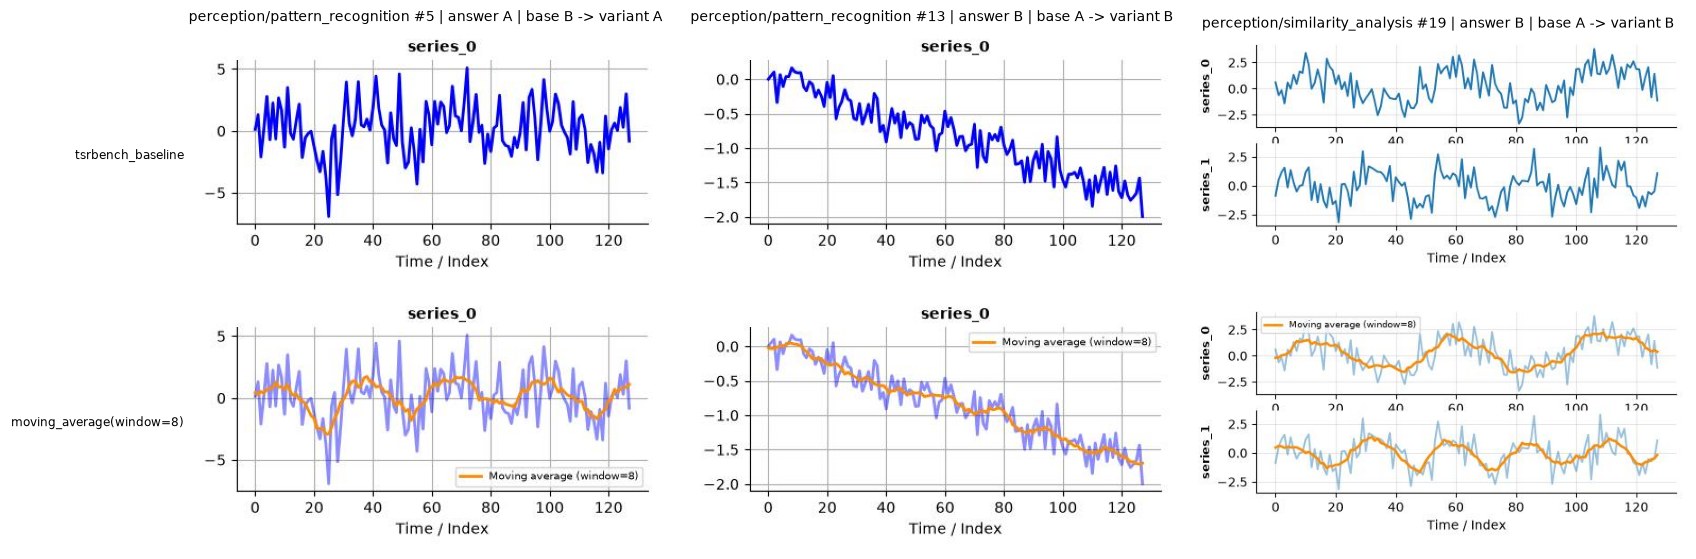 perception/pattern_recognition #5 | answer A | base B -> variant A
perception/pattern_recognition #13 | answer B | base A -> variant B
perception/similarity_analysis #19 | answer B | base A -> variant B
tsrbench_baseline
series_0
5
0
−5
0 20 40 60 80 100 120
Time / Index
series_0
0.0
−0.5
−1.0
−1.5
−2.0
0 20 40 60 80 100 120
Time / Index
series_0
2.5
0.0
−2.5
series_1
2.5
0.0
−2.5
0 20 40 60 80 100 120
Time / Index
moving_average(window=8)
series_0
5
0
−5
Moving average (window=8)
0 20 40 60 80 100 120
Time / Index
series_0
Moving average (window=8)
0.0
−0.5
−1.0
−1.5
−2.0
0 20 40 60 80 100 120
Time / Index
series_0
Moving average (window=8)
2.5
0.0
−2.5
series_1
2.5
0.0
−2.5
0 20 40 60 80 100 120
Time / Index